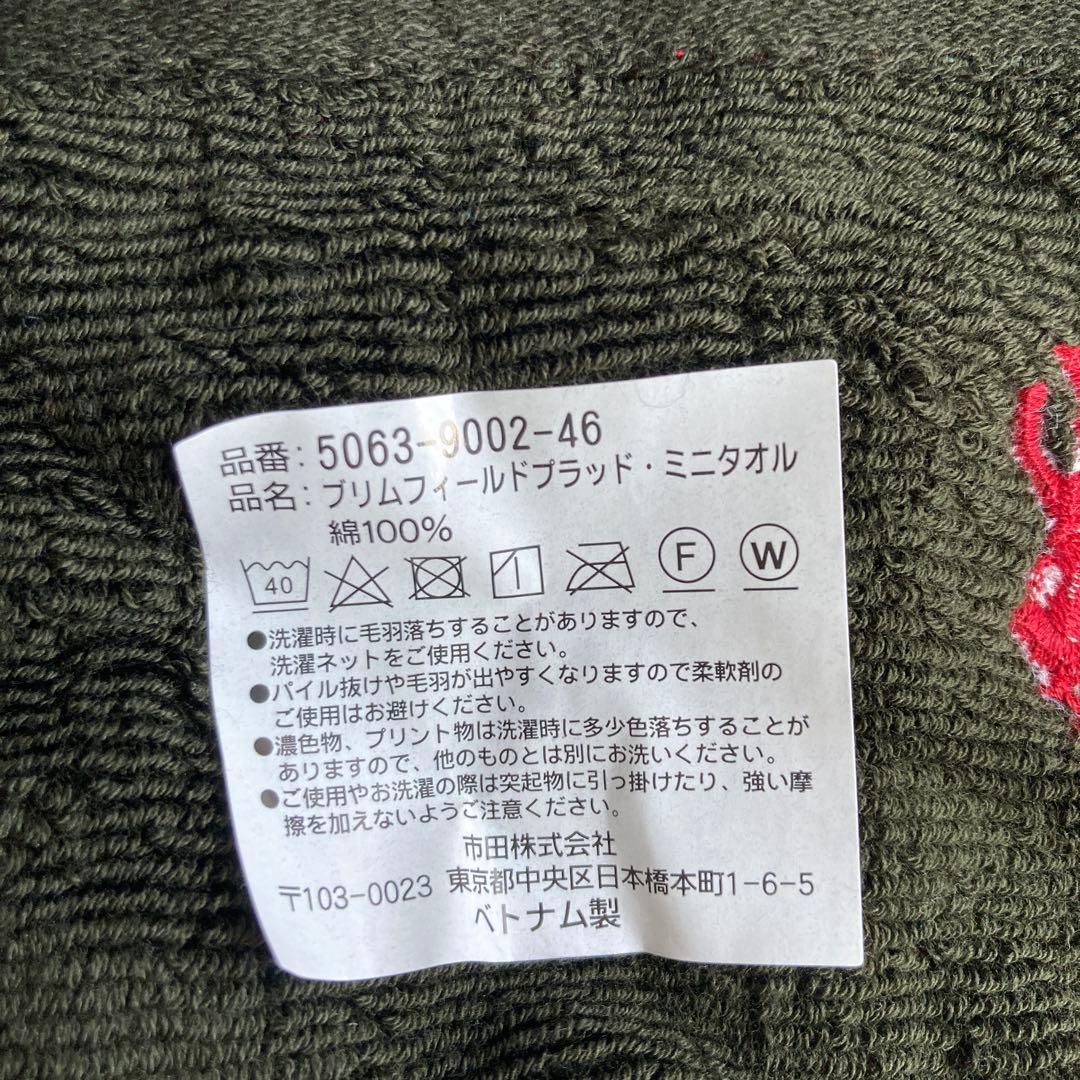 品番：5063-9002-46
品名：ブリムフィールドプラッド・ミニタオル
綿100%
40 F W
●洗濯時に毛羽落ちすることがありますので、
洗濯ネットをご使用ください。
●パイル抜けや毛羽が出やすくなりますので柔軟剤の
ご使用はお避けください。
●濃色物、プリント物は洗濯時に多少色落ちすることが
ありますので、他のものとは別にお洗いください。
●ご使用やお洗濯の際は突起物に引っ掛けたり、強い摩
擦を加えないようご注意ください。
市田株式会社
〒103-0023 東京都中央区日本橋本町1-6-5
ベトナム製